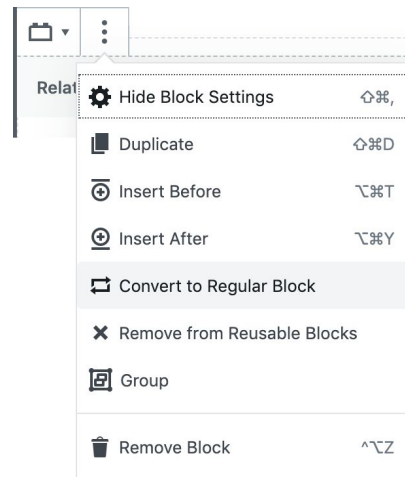 Relat
Hide Block Settings ⇧⌘,
Duplicate ⇧⌘D
Insert Before ⌥⌘T
Insert After ⌥⌘Y
Convert to Regular Block
Remove from Reusable Blocks
Group
Remove Block ^⌥Z